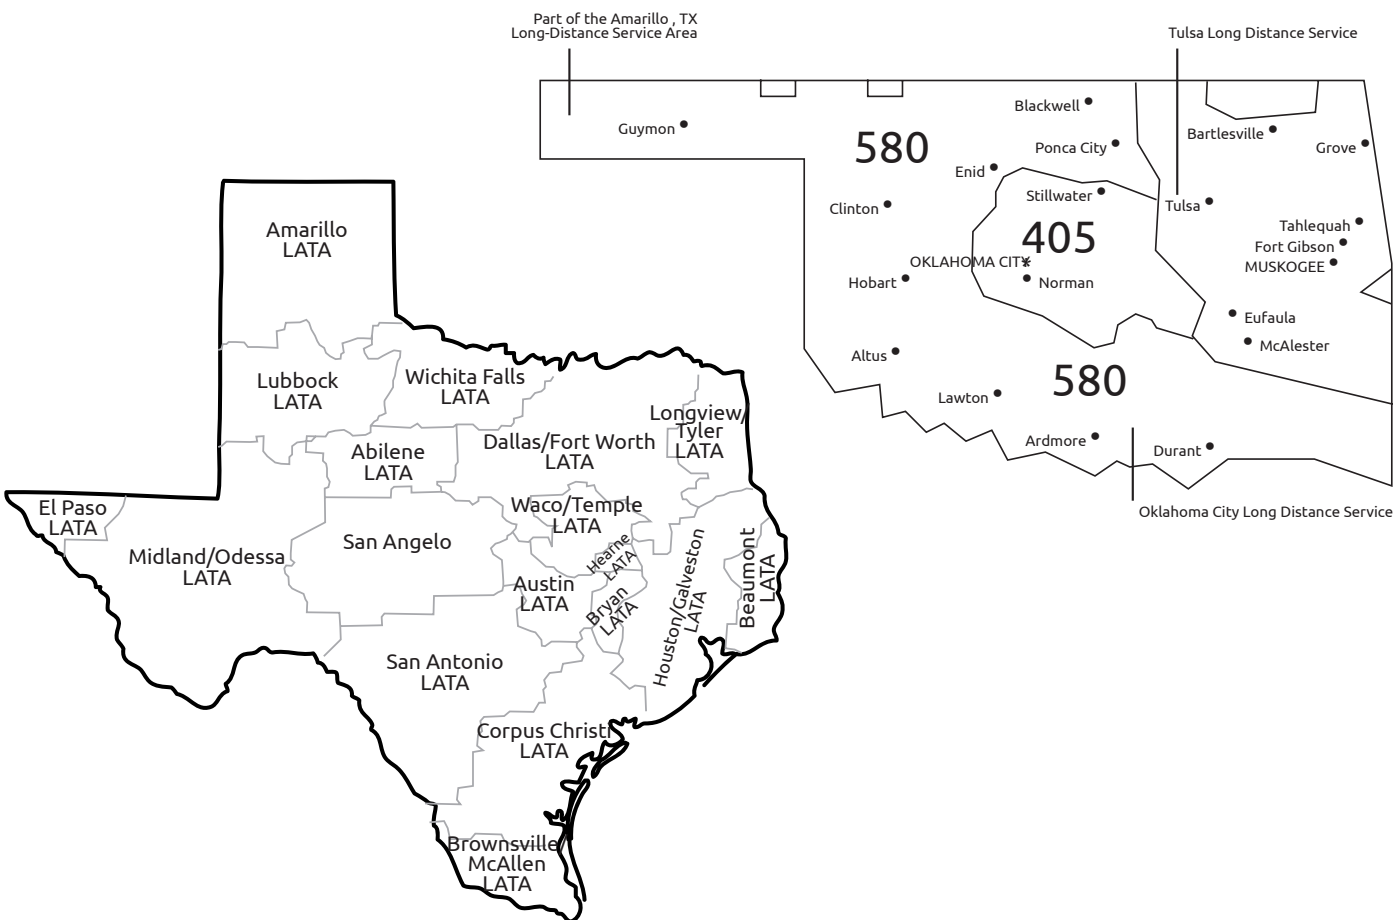 Part of the Amarillo , TX
Long-Distance Service Area
Tulsa Long Distance Service
Blackwell
Guymon
580
Bartlesville
Ponca City
Grove
Enid
Stillwater
Clinton
Tulsa
Tahlequah
405
Fort Gibson
OKLAHOMA CITY
MUSKOGEE
Hobart
Norman
Eufaula
McAlester
Altus
580
Lawton
Ardmore
Durant
Oklahoma City Long Distance Service
Amarillo
LATA
Lubbock
LATA
Wichita Falls
LATA
Longview/
Tyler
LATA
Abilene
LATA
Dallas/Fort Worth
LATA
El Paso
LATA
Waco/Temple
LATA
San Angelo
Midland/Odessa
LATA
Hearne
LATA
Austin
LATA
Bryan
LATA
Houston/Galveston
LATA
Beaumont
LATA
San Antonio
LATA
Corpus Christi
LATA
Brownsville
McAllen
LATA